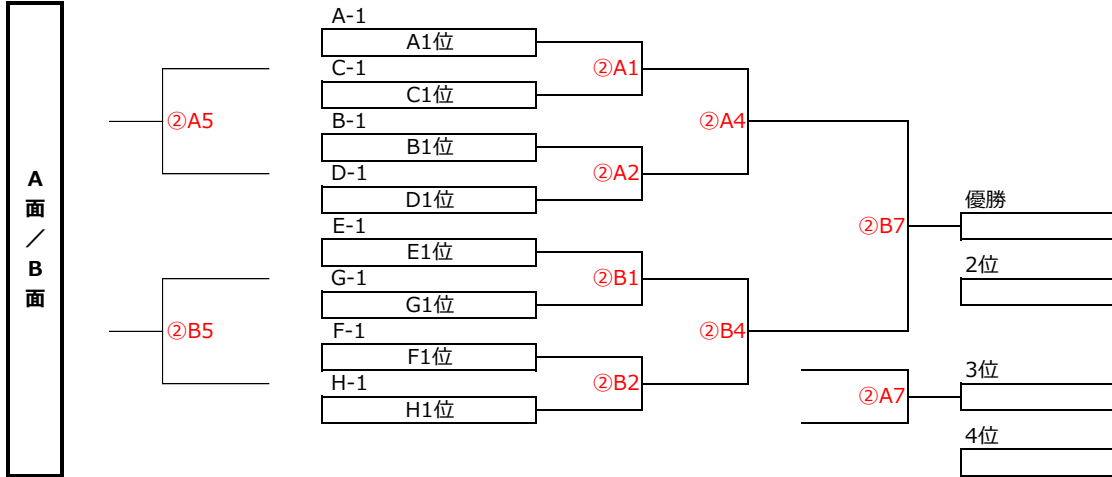 A面／B面
②A5
②B5
A-1
A1位
C-1
C1位
B-1
B1位
D-1
D1位
E-1
E1位
G-1
G1位
F-1
F1位
H-1
H1位
②A1
②A2
②B1
②B2
②A4
②B4
②B7
②A7
優勝
2位
3位
4位